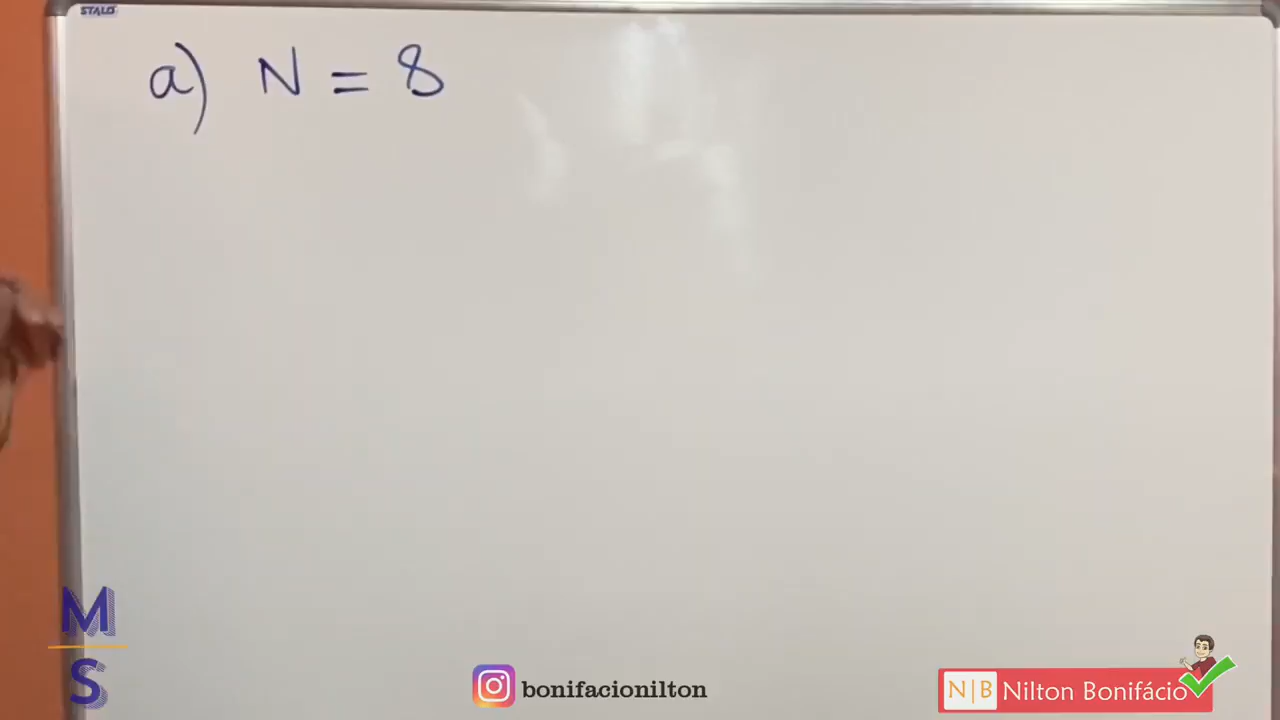 STALO
a) N = 8
M
S
bonifacionilton
N|B Nilton Bonifácio